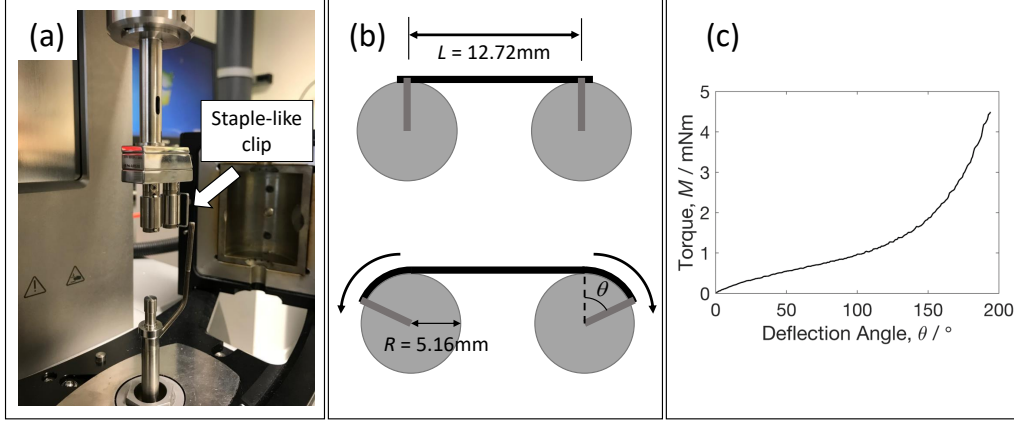 (a)
Staple-like
clip
(b)
L = 12.72mm
θ
R = 5.16mm
(c)
Torque, M / mNm
5
4
3
2
1
0
0 50 100 150 200
Deflection Angle, θ / °